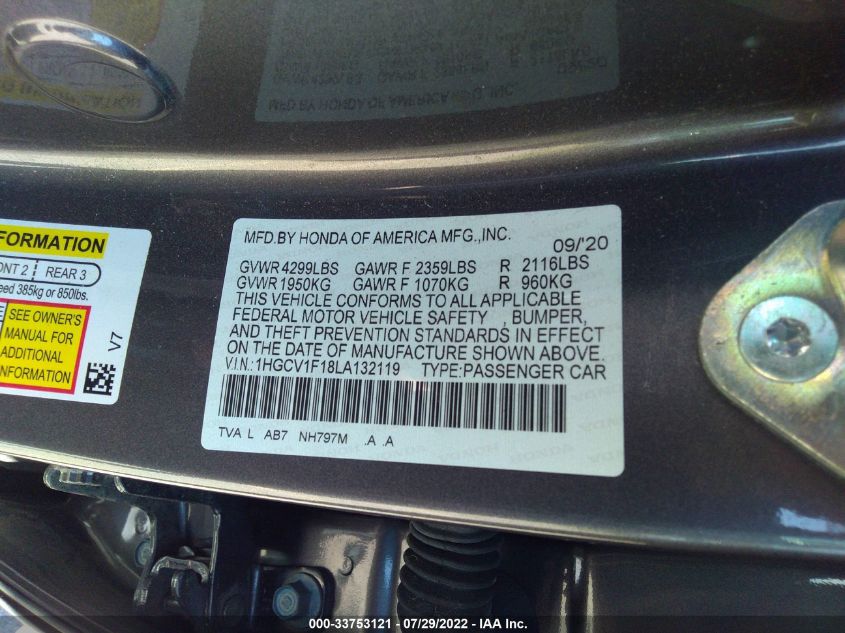 MFD.BY HONDA OF AMERICA MFG.,INC.
09/'20
GVWR 4299LBS GAWR F 2359LBS R 2116LBS
GVWR 1950KG GAWR F 1070KG R 960KG
THIS VEHICLE CONFORMS TO ALL APPLICABLE
FEDERAL MOTOR VEHICLE SAFETY , BUMPER,
AND THEFT PREVENTION STANDARDS IN EFFECT
ON THE DATE OF MANUFACTURE SHOWN ABOVE.
V.I.N.:1HGCV1F18LA132119 TYPE:PASSENGER CAR
TVA L AB7 NH797M .A .A
FORMATION
ONT 2 REAR 3
eed 385kg or 850lbs.
SEE OWNER'S
MANUAL FOR
ADDITIONAL
INFORMATION
V7
000-33753121 - 07/29/2022 - IAA Inc.